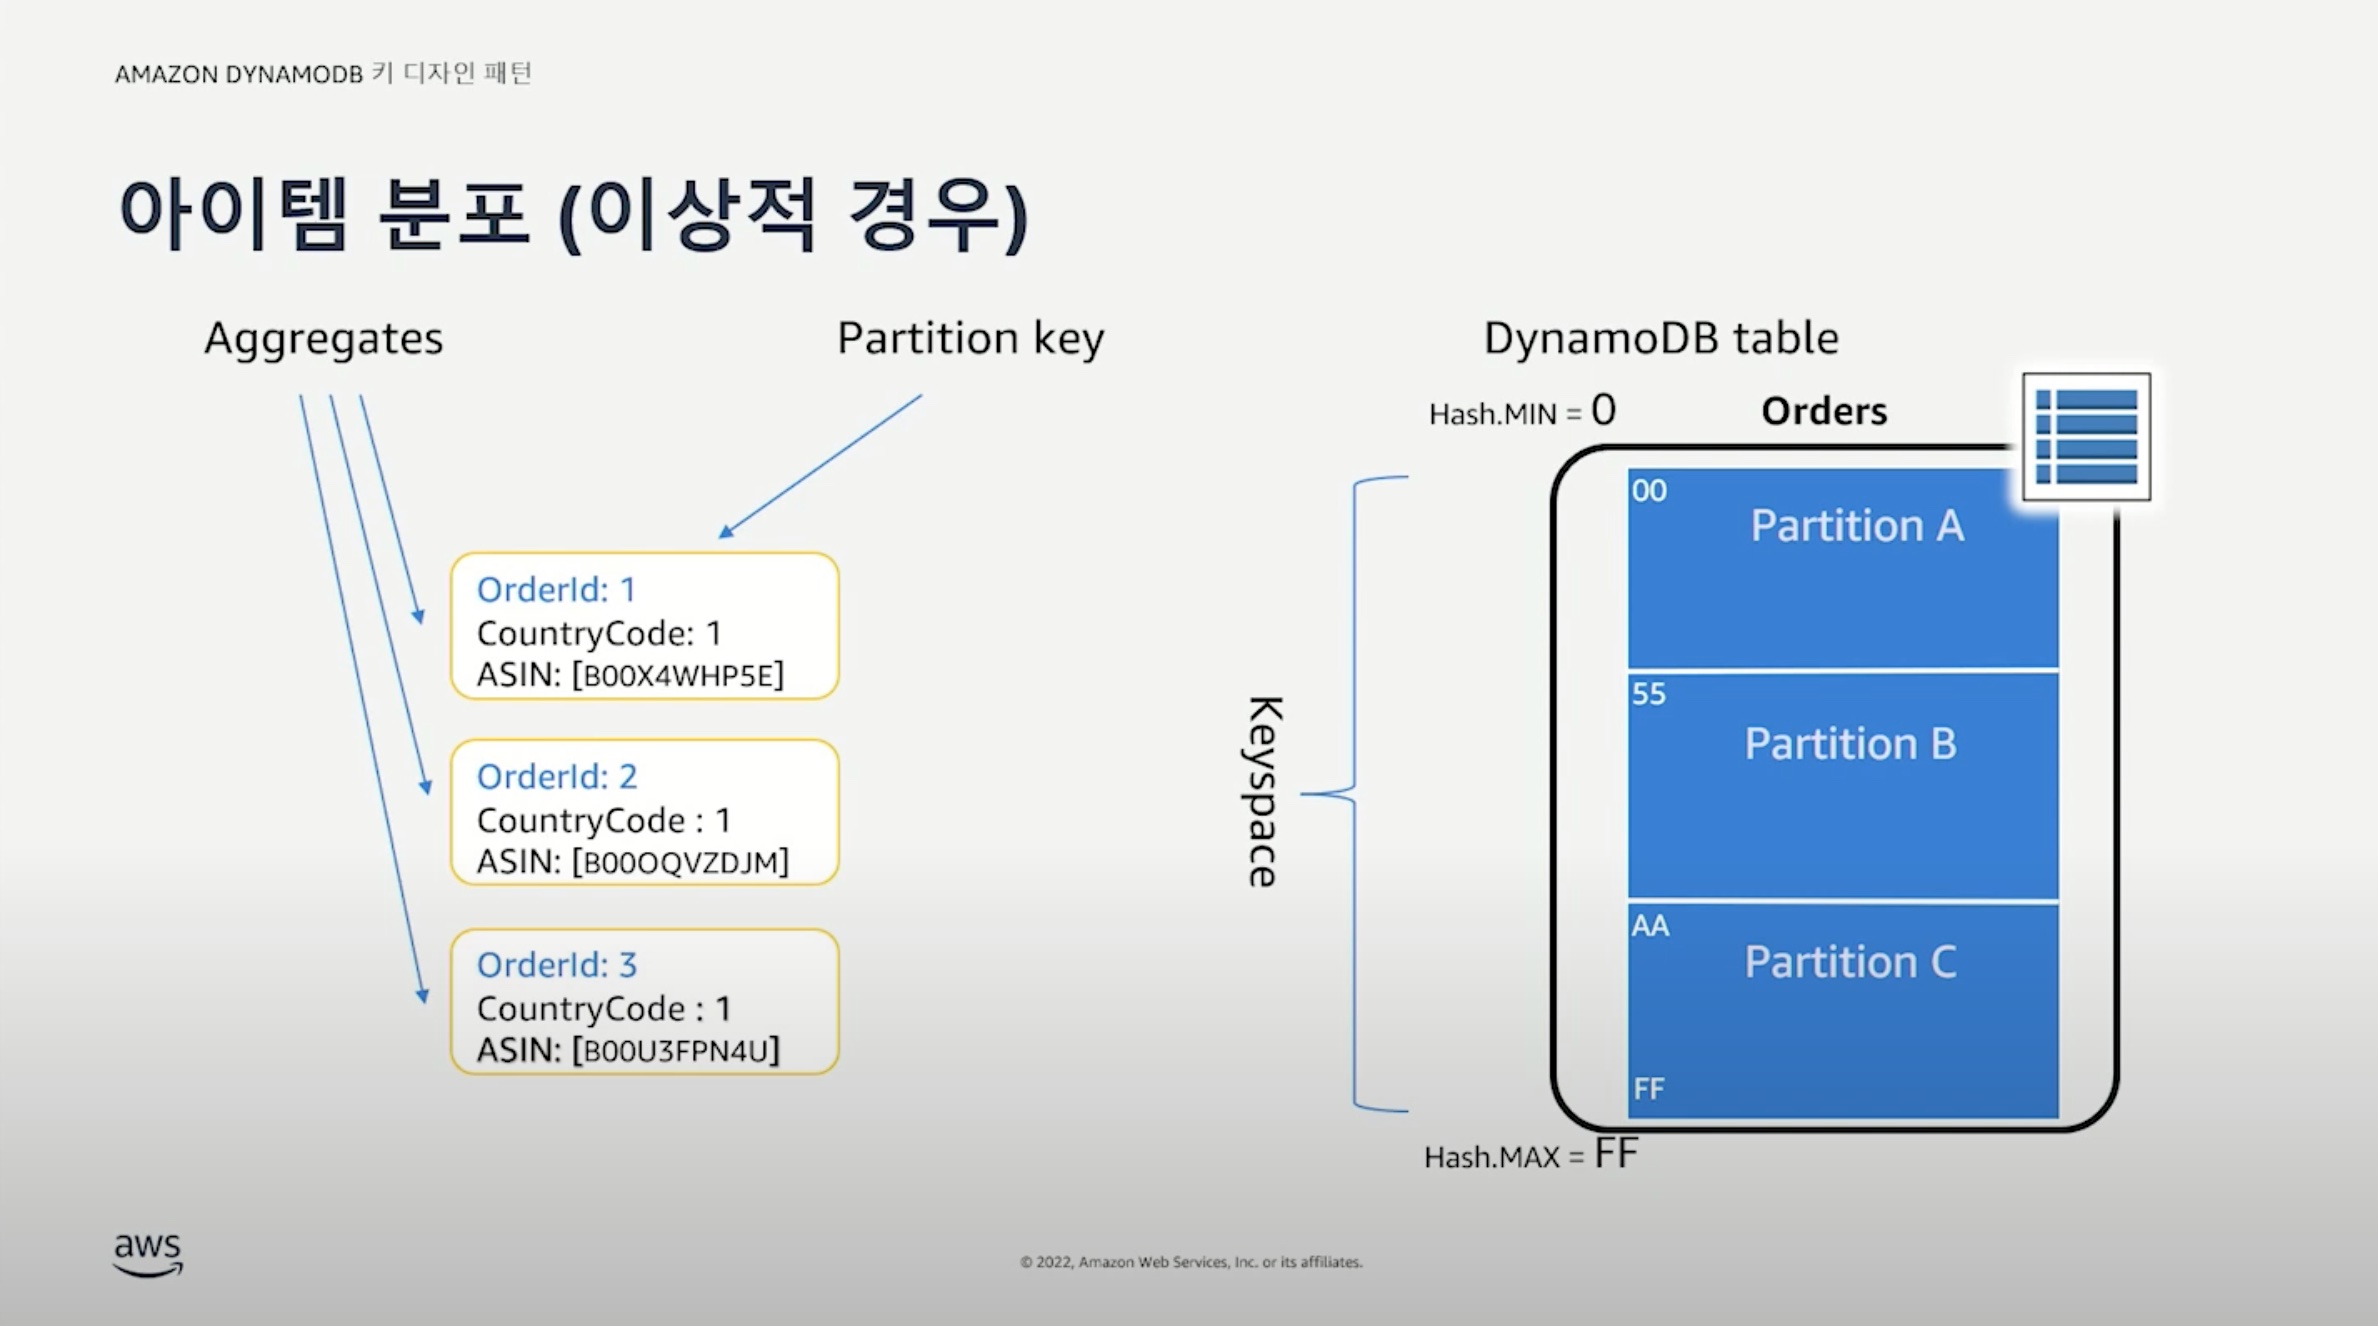 AMAZON DYNAMODB 키 디자인 패턴
아이템 분포 (이상적 경우)
Aggregates
Partition key
OrderId: 1
CountryCode: 1
ASIN: [B00X4WHP5E]
OrderId: 2
CountryCode : 1
ASIN: [B00OQVZDJM]
OrderId: 3
CountryCode : 1
ASIN: [B00U3FPN4U]
DynamoDB table
Hash.MIN = 0
Orders
Keyspace
00
Partition A
55
Partition B
AA
Partition C
FF
Hash.MAX = FF
aws
© 2022, Amazon Web Services, Inc. or its affiliates.